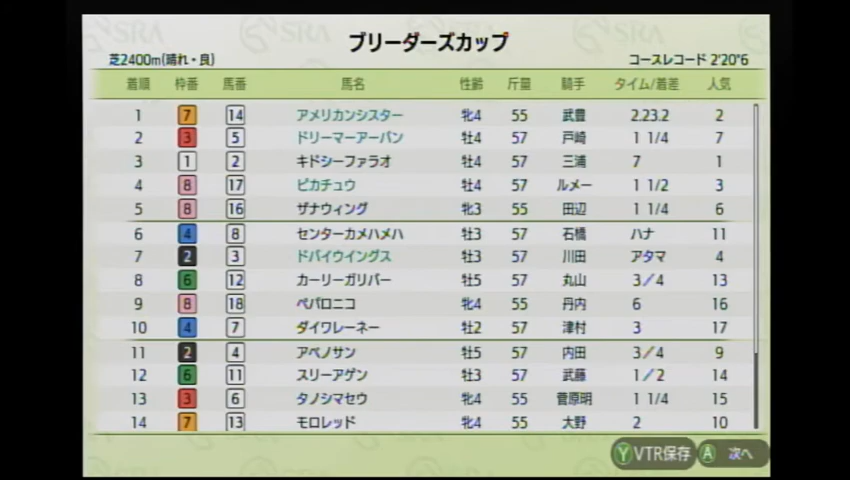 ブリーダーズカップ
芝2400m(晴れ・良) コースレコード 2'20"6
着順 枠番 馬番 馬名 性齢 斤量 騎手 タイム/着差 人気
1 7 14 アメリカンシスター 牝4 55 武豊 2.23.2 2
2 3 5 ドリーマーアーバン 牡4 57 戸崎 1 1/4 7
3 1 2 キドシーファラオ 牡4 57 三浦 7 1
4 8 17 ピカチュウ 牡4 57 ルメー 1 1/2 3
5 8 16 ザナウィング 牝3 55 田辺 1 1/4 6
6 4 8 センターカメハメハ 牡3 57 石橋 ハナ 11
7 2 3 ドバイウイングス 牡3 57 川田 アタマ 4
8 6 12 カーリーガリバー 牡5 57 丸山 3/4 13
9 8 18 ペパロニコ 牝4 55 丹内 6 16
10 4 7 ダイワレーネー 牡2 57 津村 3 17
11 2 4 アベノサン 牡5 57 内田 3/4 9
12 6 11 スリーアゲン 牡3 57 武藤 1/2 14
13 3 6 タノシマセウ 牝4 55 菅原明 1 1/4 15
14 7 13 モロレッド 牝4 55 大野 2 10
Y VTR保存 A 次へ